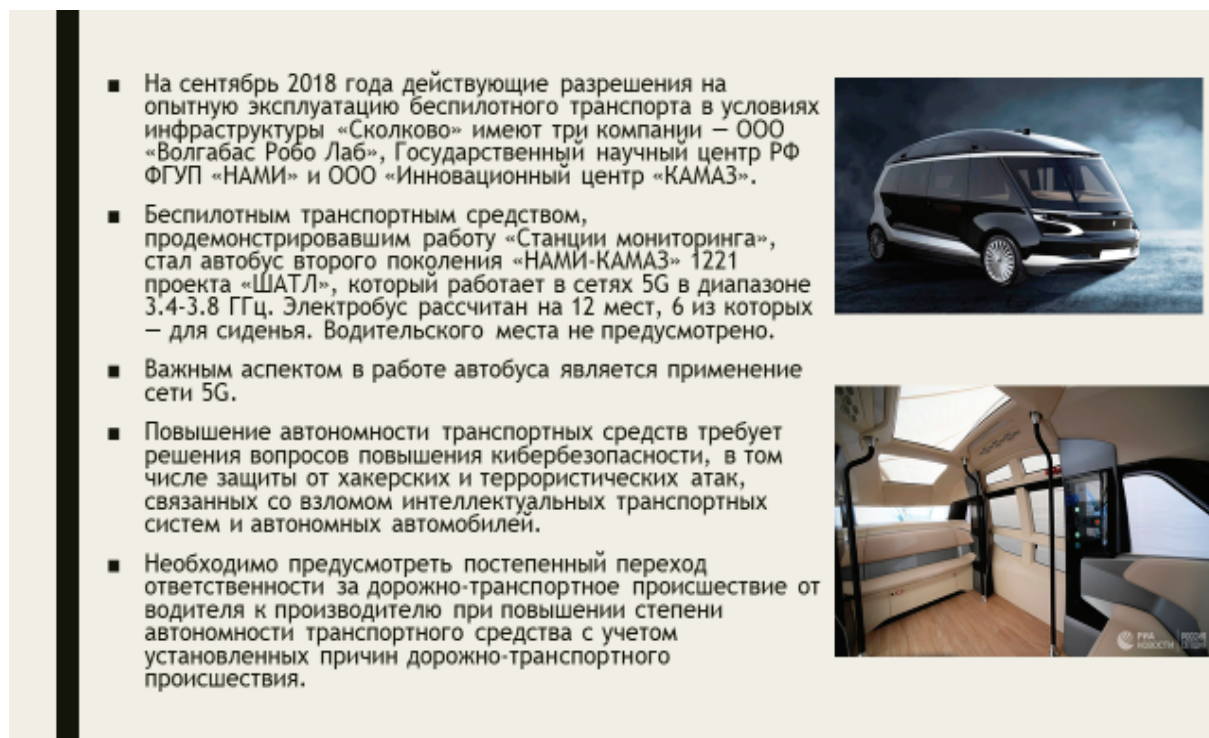 На сентябрь 2018 года действующие разрешения на
опытную эксплуатацию беспилотного транспорта в условиях
инфраструктуры «Сколково» имеют три компании — ООО
«Волгабас Робо Лаб», Государственный научный центр РФ
ФГУП «НАМИ» и ООО «Инновационный центр «КАМАЗ».
Беспилотным транспортным средством,
продемонстрировавшим работу «Станции мониторинга»,
стал автобус второго поколения «НАМИ-КАМАЗ» 1221
проекта «ШАТЛ», который работает в сетях 5G в диапазоне
3.4-3.8 ГГц. Электробус рассчитан на 12 мест, 6 из которых
— для сиденья. Водительского места не предусмотрено.
Важным аспектом в работе автобуса является применение
сети 5G.
Повышение автономности транспортных средств требует
решения вопросов повышения кибербезопасности, в том
числе защиты от хакерских и террористических атак,
связанных со взломом интеллектуальных транспортных
систем и автономных автомобилей.
Необходимо предусмотреть постепенный переход
ответственности за дорожно-транспортное происшествие от
водителя к производителю при повышении степени
автономности транспортного средства с учетом
установленных причин дорожно-транспортного
происшествия.
РИА
НОВОСТИ
РОССИЯ
СЕГОДНЯ